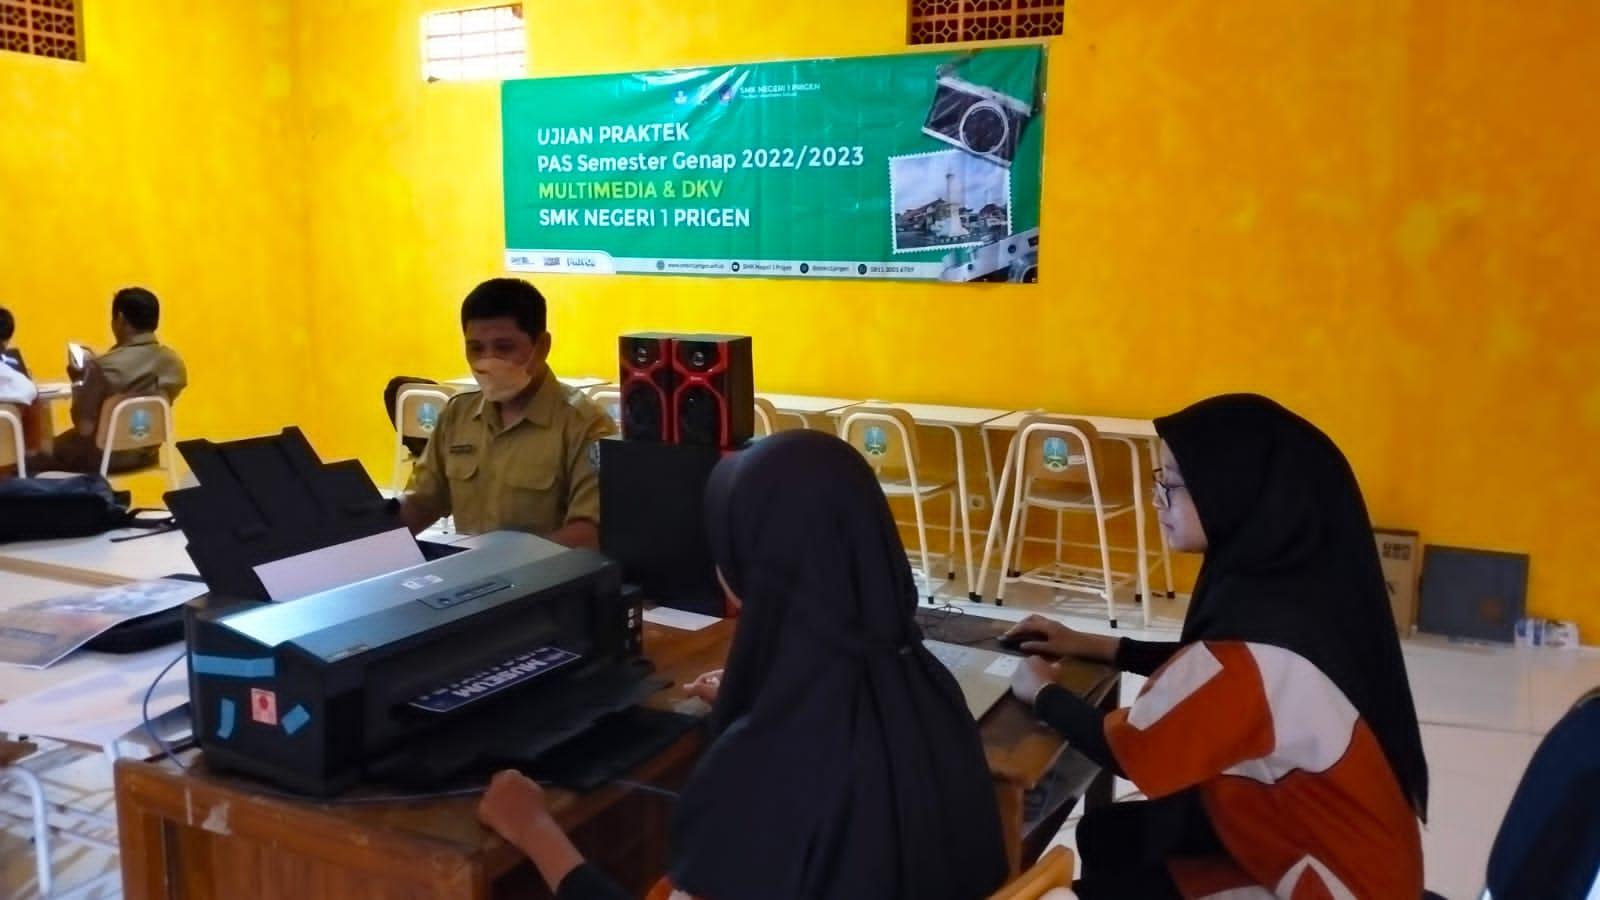 SMK NEGERI 1 PRIGEN
UJIAN PRAKTEK
PAS Semester Genap 2022/2023
MULTIMEDIA & DKV
SMK NEGERI 1 PRIGEN
SMK Negeri 1 Prigen
MUSEUM